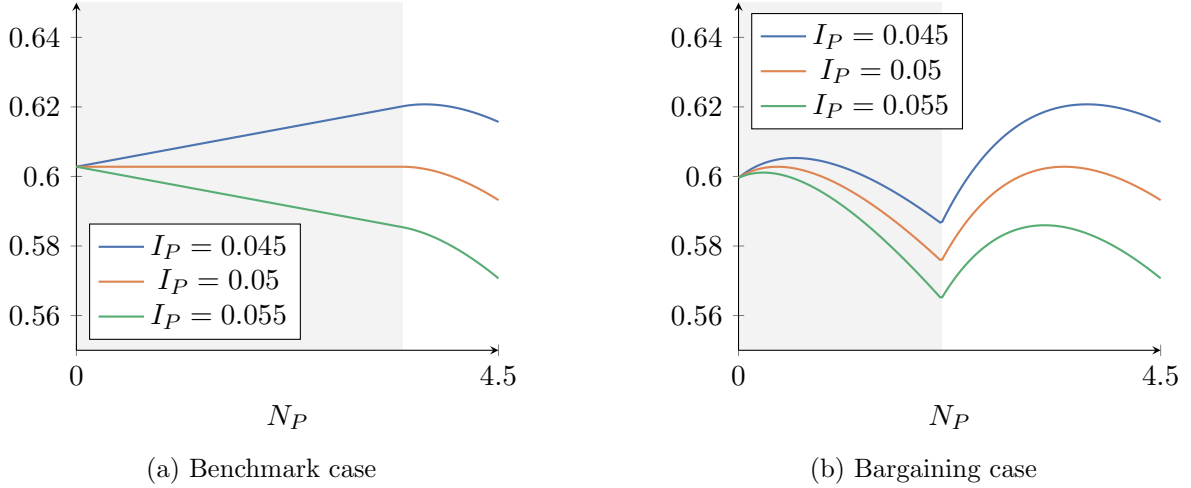 0.64
0.62
0.6
0.58
0.56
I_P = 0.045
I_P = 0.05
I_P = 0.055
0
4.5
N_P
(a) Benchmark case
0.64
0.62
0.6
0.58
0.56
I_P = 0.045
I_P = 0.05
I_P = 0.055
0
4.5
N_P
(b) Bargaining case